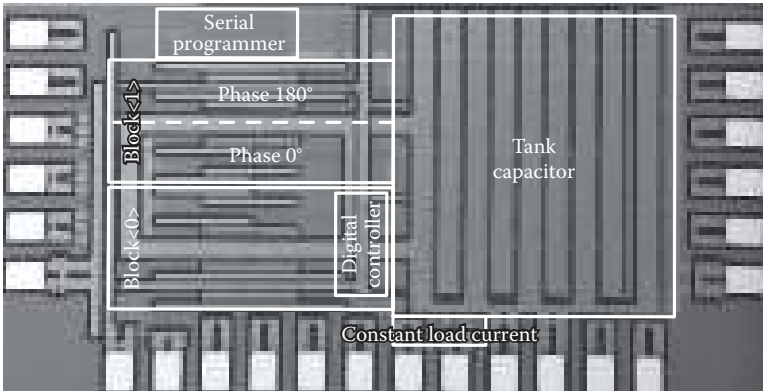 Serial
programmer
Phase 180°
Block<1>
Phase 0°
Tank
capacitor
Block<0>
Digital
controller
Constant load current